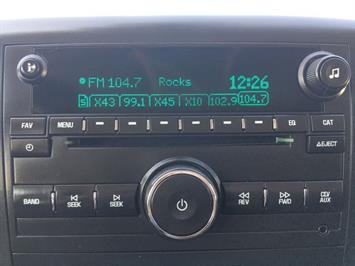 FM 104.7 Rocks 12:26
5 X43 99.1 X45 X10 102.9 104.7
FAV MENU EQ CAT
EJECT
BAND SEEK SEEK REV FWD CD/AUX